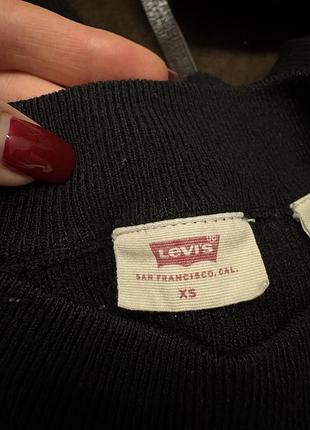 Levi's
SAN FRANCISCO, CAL.
XS